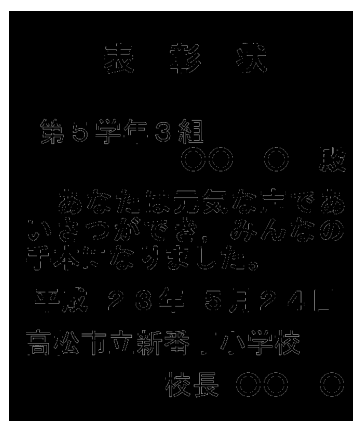 表 彰 状
第５学年３組
○○ ○ 殿
あなたは元気な声であ
いさつができ、みんなの
手本になりました。
平成２８年５月２４日
高松市立新番丁小学校
校長 ○○ ○